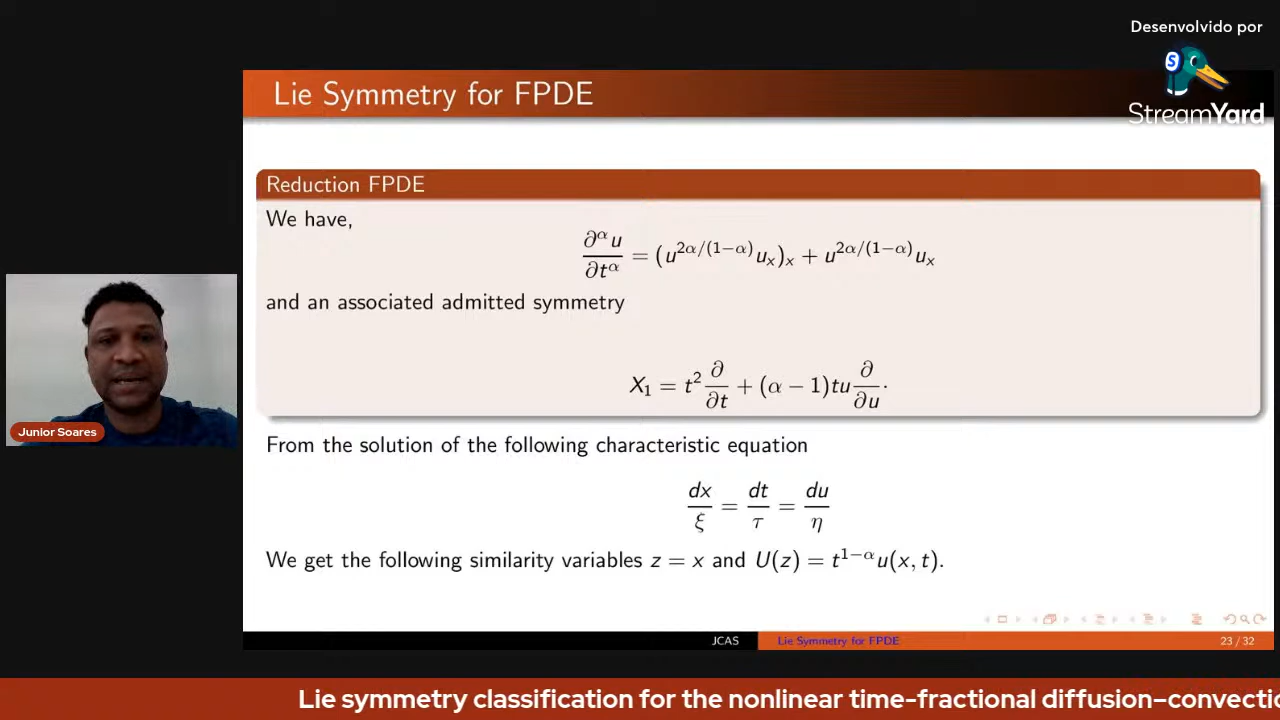 Desenvolvido por
StreamYard
Lie Symmetry for FPDE
Reduction FPDE
We have,
∂^α u / ∂t^α = (u^{2α/(1−α)} u_x)_x + u^{2α/(1−α)} u_x
and an associated admitted symmetry
X_1 = t^2 ∂/∂t + (α − 1)tu ∂/∂u.
From the solution of the following characteristic equation
dx/ξ = dt/τ = du/η
We get the following similarity variables z = x and U(z) = t^{1−α} u(x, t).
Junior Soares
JCAS Lie Symmetry for FPDE 23 / 32
Lie symmetry classification for the nonlinear time-fractional diffusion–convecti